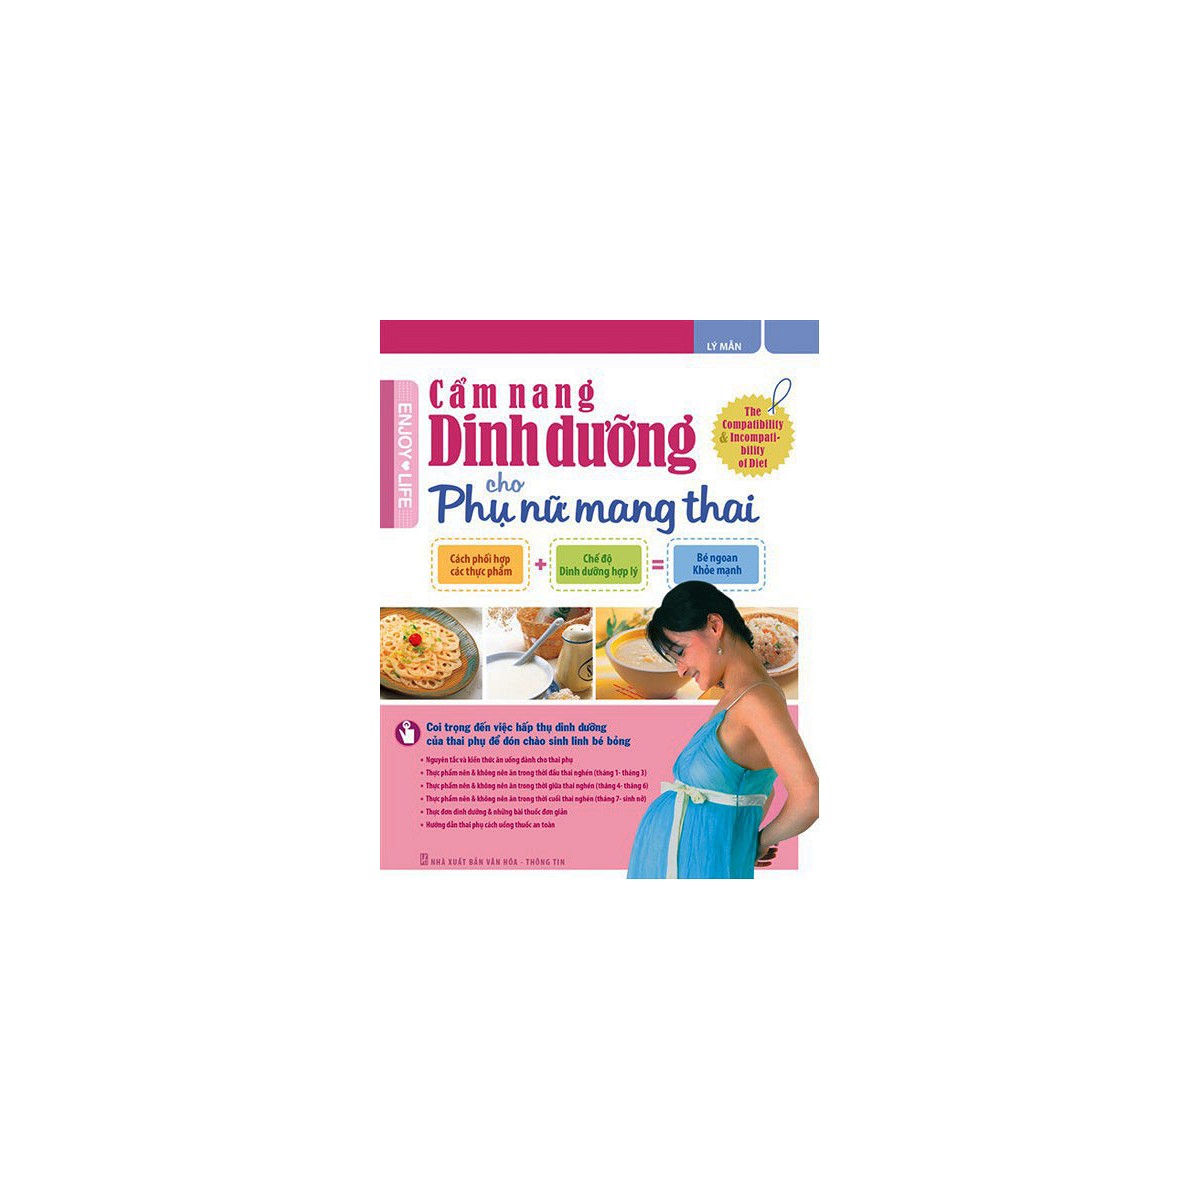 LÝ MẪN
ENJOY LIFE
Cẩm nang
Dinh dưỡng
cho
Phụ nữ mang thai
The
Compatibility
& Incompati-
bility
of Diet
Cách phối hợp
các thực phẩm
+
Chế độ
Dinh dưỡng hợp lý
=
Bé ngoan
Khỏe mạnh
Coi trọng đến việc hấp thụ dinh dưỡng
của thai phụ để đón chào sinh linh bé bỏng
• Nguyên tắc và kiến thức ăn uống dành cho thai phụ
• Thực phẩm nên & không nên ăn trong thời đầu thai nghén (tháng 1- tháng 3)
• Thực phẩm nên & không nên ăn trong thời giữa thai nghén (tháng 4- tháng 6)
• Thực phẩm nên & không nên ăn trong thời cuối thai nghén (tháng 7- sinh nở)
• Thực đơn dinh dưỡng & những bài thuốc đơn giản
• Hướng dẫn thai phụ cách uống thuốc an toàn
NHÀ XUẤT BẢN VĂN HÓA - THÔNG TIN